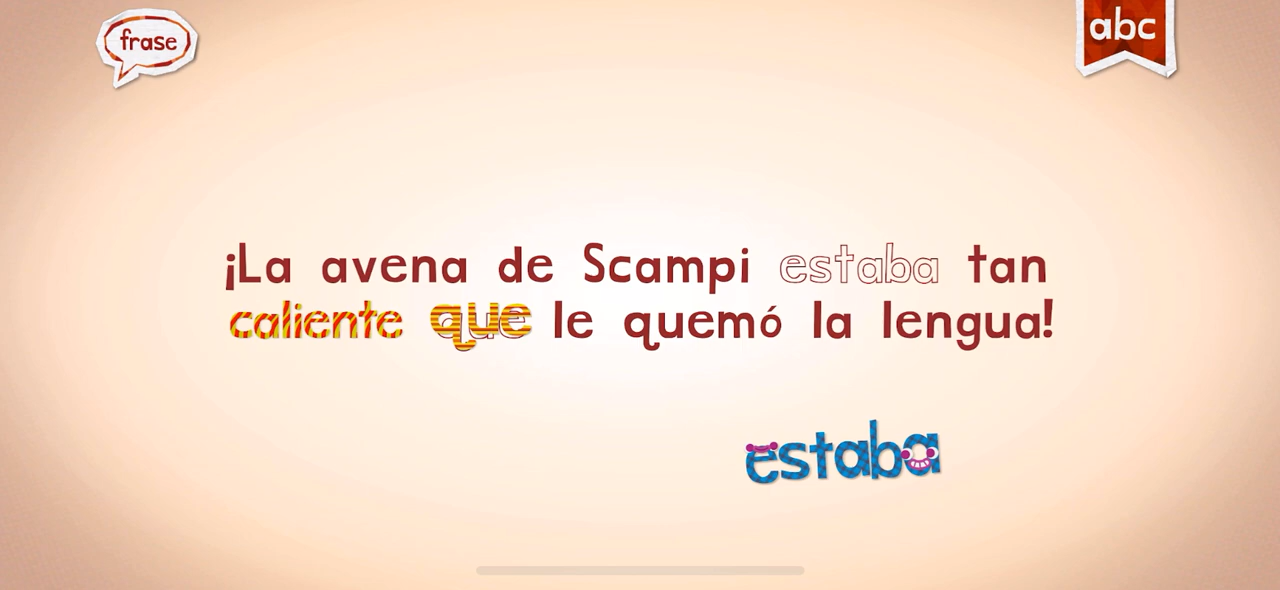 frase
abc
¡La avena de Scampi estaba tan
caliente que le quemó la lengua!
estaba